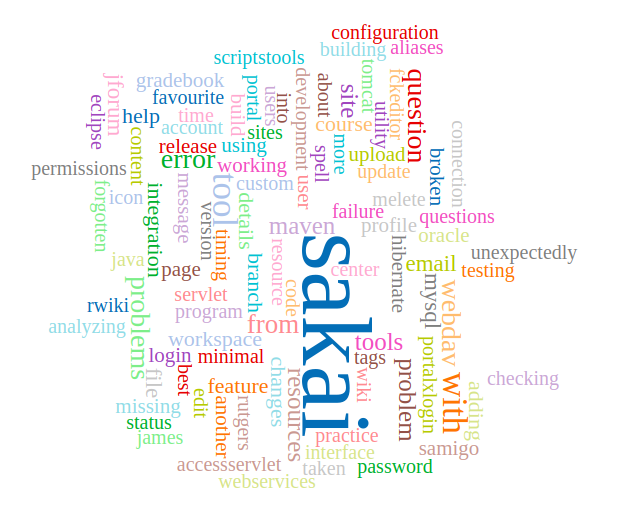 configuration
building
aliases
scriptstools
gradebook
favourite
jforum
eclipse
help
time
account
content
release
error
using
sites
working
portal
build
users
into
development
about
spell
more
site
tomcat
utility
fckeditor
question
course
upload
update
broken
connection
permissions
forgotten
icon
integration
message
tool
custom
details
user
version
timing
maven
failure
profile
melete
questions
oracle
unexpectedly
java
page
branch
resource
code
sakai
center
hibernate
email
testing
mysql
webdav
rwiki
problems
servlet
program
from
analyzing
workspace
tools
login
minimal
tags
portalxlogin
checking
file
best
feature
changes
resources
wiki
problem
with
adding
missing
edit
another
rutgers
status
james
practice
interface
samigo
accessservlet
taken
password
webservices